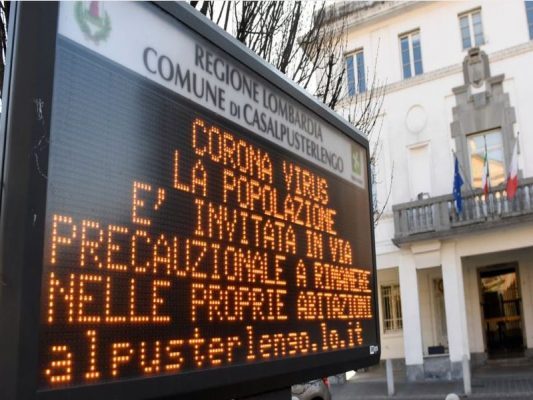 REGIONE LOMBARDIA
COMUNE DI CASALPUSTERLENGO
CORONA VIRUS
LA POPOLAZIONE
E' INVITATA IN VIA
PRECAUZIONALE A RIMANERE
NELLE PROPRIE ABITAZIONI
alpusterlengo.lo.it